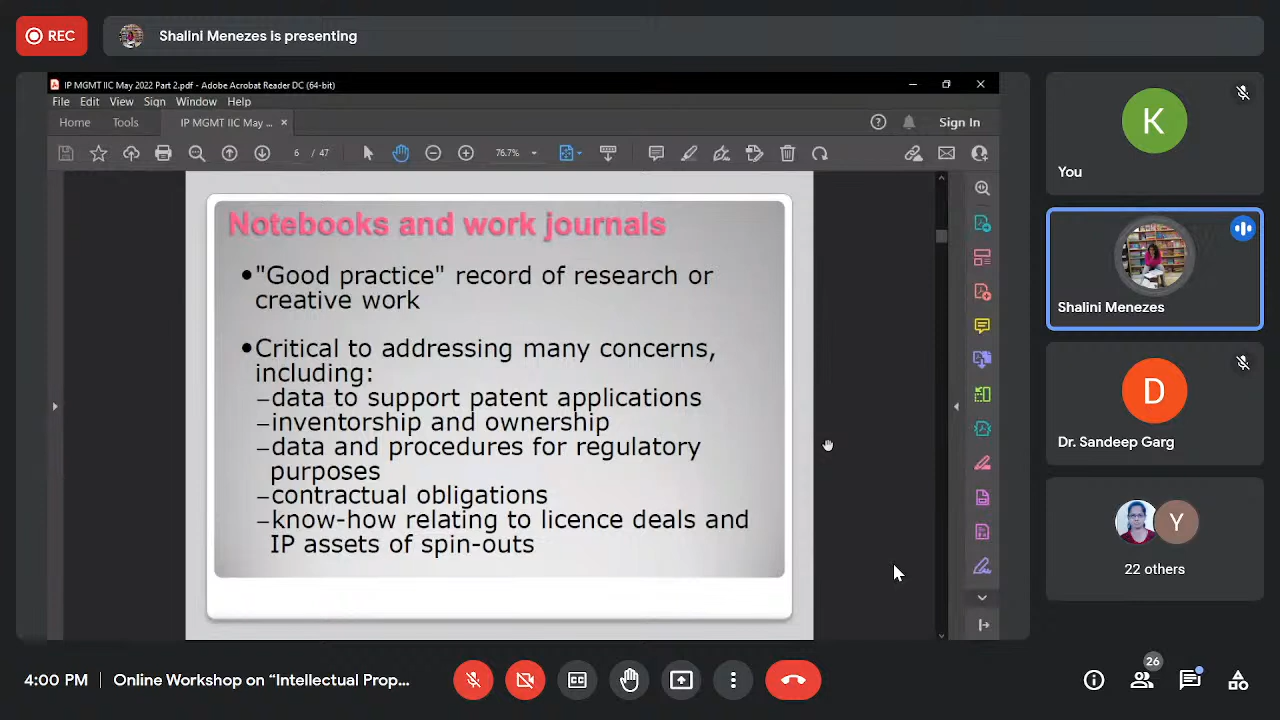 REC
Shalini Menezes is presenting
IP MGMT IIC May 2022 Part 2.pdf - Adobe Acrobat Reader DC (64-bit)
File Edit View Sign Window Help
Home Tools IP MGMT IIC May ... × Sign In
6 / 47 76.7%
Notebooks and work journals
•"Good practice" record of research or
creative work
•Critical to addressing many concerns,
including:
–data to support patent applications
–inventorship and ownership
–data and procedures for regulatory
purposes
–contractual obligations
–know-how relating to licence deals and
IP assets of spin-outs
K
You
Shalini Menezes
D
Dr. Sandeep Garg
Y
22 others
4:00 PM | Online Workshop on “Intellectual Prop...
26